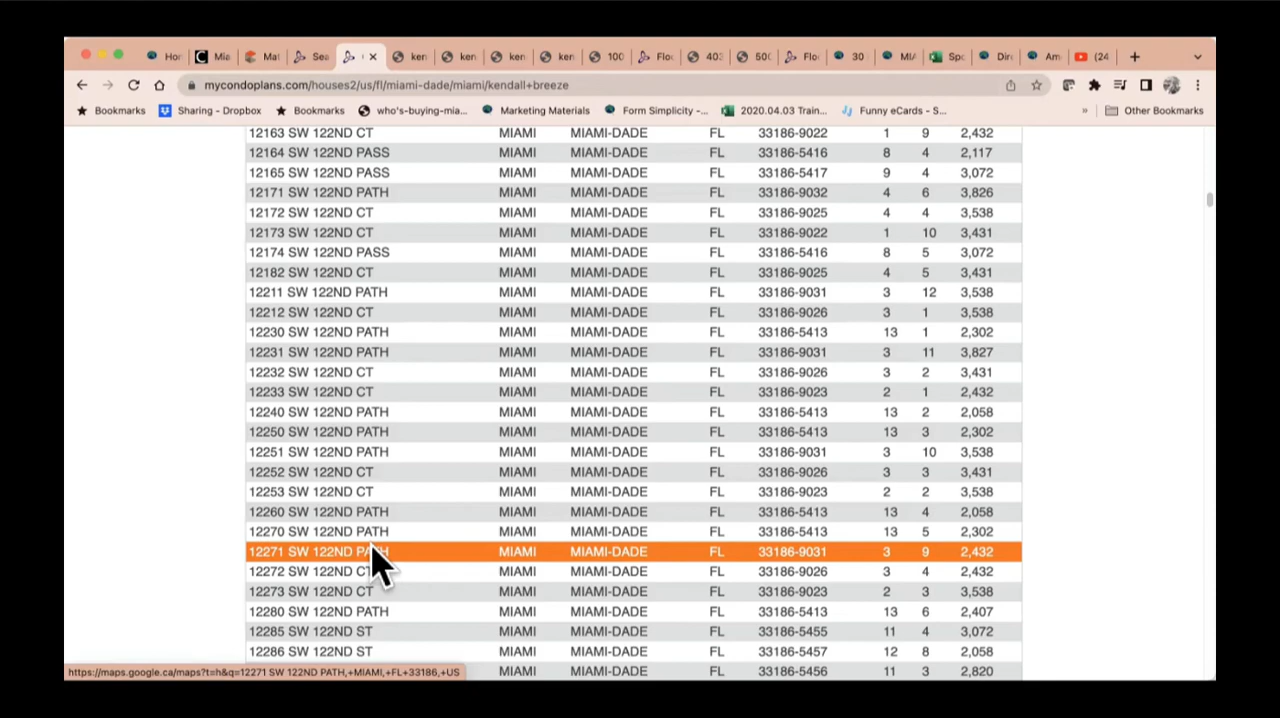 Hor Mia Mat Sea ken ken ken ken 100 Floc 403 500 Flo 30 MIA Spc Dire Am (24
mycondoplans.com/houses2/us/fl/miami-dade/miami/kendall+breeze
Bookmarks Sharing - Dropbox Bookmarks who's-buying-mia... Marketing Materials Form Simplicity -... 2020.04.03 Train... Funny eCards - S... » Other Bookmarks
12163 SW 122ND CT MIAMI MIAMI-DADE FL 33186-9022 1 9 2,432
12164 SW 122ND PASS MIAMI MIAMI-DADE FL 33186-5416 8 4 2,117
12165 SW 122ND PASS MIAMI MIAMI-DADE FL 33186-5417 9 4 3,072
12171 SW 122ND PATH MIAMI MIAMI-DADE FL 33186-9032 4 6 3,826
12172 SW 122ND CT MIAMI MIAMI-DADE FL 33186-9025 4 4 3,538
12173 SW 122ND CT MIAMI MIAMI-DADE FL 33186-9022 1 10 3,431
12174 SW 122ND PASS MIAMI MIAMI-DADE FL 33186-5416 8 5 3,072
12182 SW 122ND CT MIAMI MIAMI-DADE FL 33186-9025 4 5 3,431
12211 SW 122ND PATH MIAMI MIAMI-DADE FL 33186-9031 3 12 3,538
12212 SW 122ND CT MIAMI MIAMI-DADE FL 33186-9026 3 1 3,538
12230 SW 122ND PATH MIAMI MIAMI-DADE FL 33186-5413 13 1 2,302
12231 SW 122ND PATH MIAMI MIAMI-DADE FL 33186-9031 3 11 3,827
12232 SW 122ND CT MIAMI MIAMI-DADE FL 33186-9026 3 2 3,431
12233 SW 122ND CT MIAMI MIAMI-DADE FL 33186-9023 2 1 2,432
12240 SW 122ND PATH MIAMI MIAMI-DADE FL 33186-5413 13 2 2,058
12250 SW 122ND PATH MIAMI MIAMI-DADE FL 33186-5413 13 3 2,302
12251 SW 122ND PATH MIAMI MIAMI-DADE FL 33186-9031 3 10 3,538
12252 SW 122ND CT MIAMI MIAMI-DADE FL 33186-9026 3 3 3,431
12253 SW 122ND CT MIAMI MIAMI-DADE FL 33186-9023 2 2 3,538
12260 SW 122ND PATH MIAMI MIAMI-DADE FL 33186-5413 13 4 2,058
12270 SW 122ND PATH MIAMI MIAMI-DADE FL 33186-5413 13 5 2,302
12271 SW 122ND PATH MIAMI MIAMI-DADE FL 33186-9031 3 9 2,432
12272 SW 122ND CT MIAMI MIAMI-DADE FL 33186-9026 3 4 2,432
12273 SW 122ND CT MIAMI MIAMI-DADE FL 33186-9023 2 3 3,538
12280 SW 122ND PATH MIAMI MIAMI-DADE FL 33186-5413 13 6 2,407
12285 SW 122ND ST MIAMI MIAMI-DADE FL 33186-5455 11 4 3,072
12286 SW 122ND ST MIAMI MIAMI-DADE FL 33186-5457 12 8 2,058
MIAMI MIAMI-DADE FL 33186-5456 11 3 2,820
https://maps.google.ca/maps?t=h&q=12271 SW 122ND PATH,+MIAMI,+FL+33186,+US